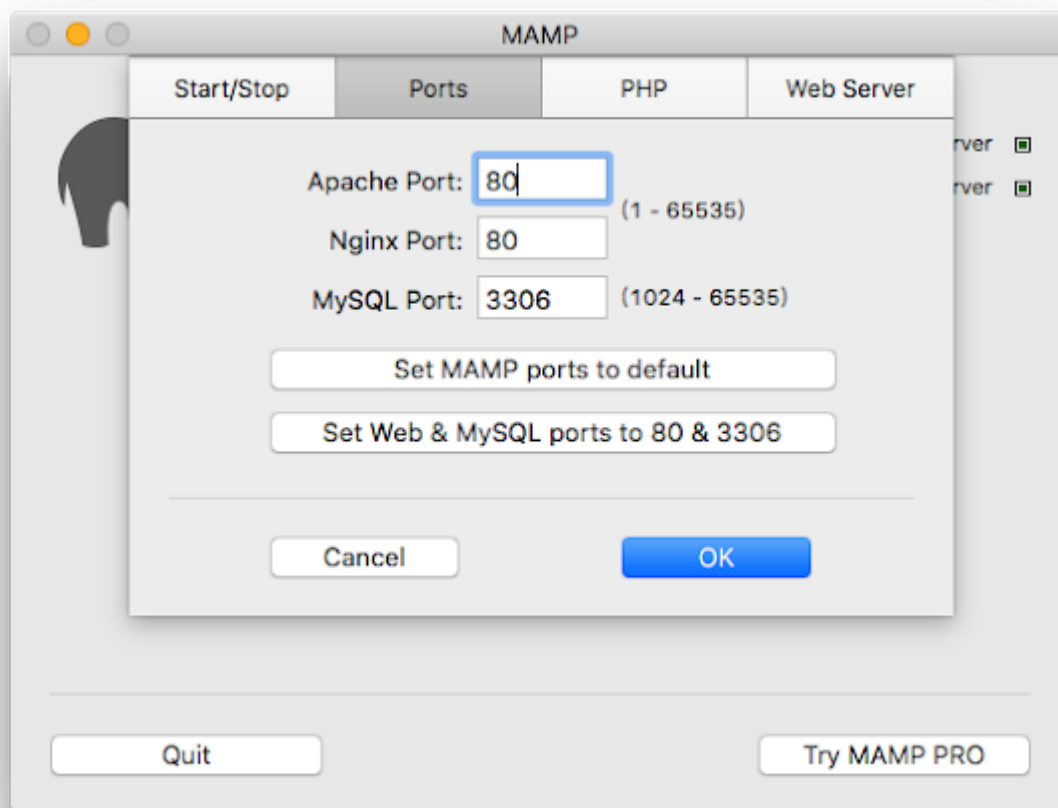 MAMP
Start/Stop Ports PHP Web Server
rver
Apache Port: 80
(1 - 65535)
rver
Nginx Port: 80
MySQL Port: 3306 (1024 - 65535)
Set MAMP ports to default
Set Web & MySQL ports to 80 & 3306
Cancel OK
Quit Try MAMP PRO